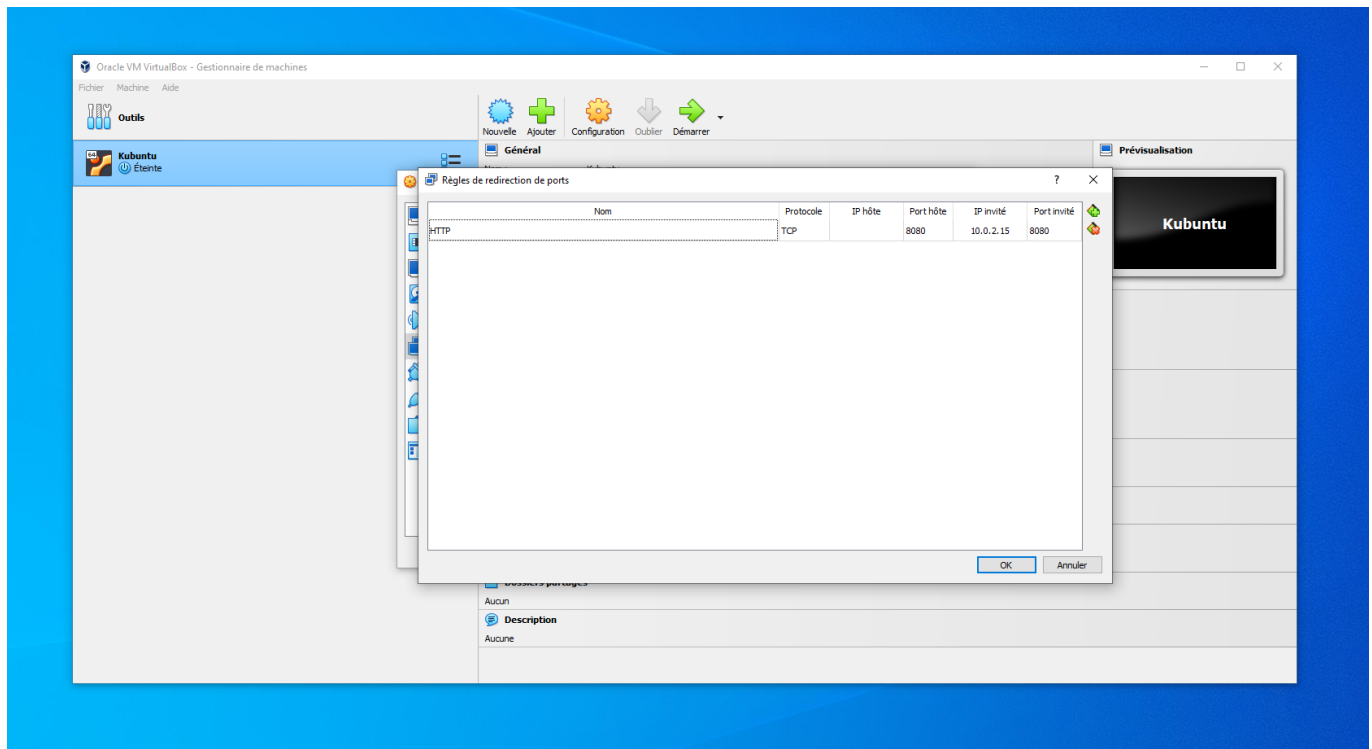 Oracle VM VirtualBox - Gestionnaire de machines
Fichier Machine Aide
Outils
Nouvelle Ajouter Configuration Oublier Démarrer
64 Kubuntu
Éteinte
Général
Prévisualisation
Kubuntu
Règles de redirection de ports
Nom Protocole IP hôte Port hôte IP invité Port invité
HTTP TCP 8080 10.0.2.15 8080
OK Annuler
Dossiers partagés
Aucun
Description
Aucune